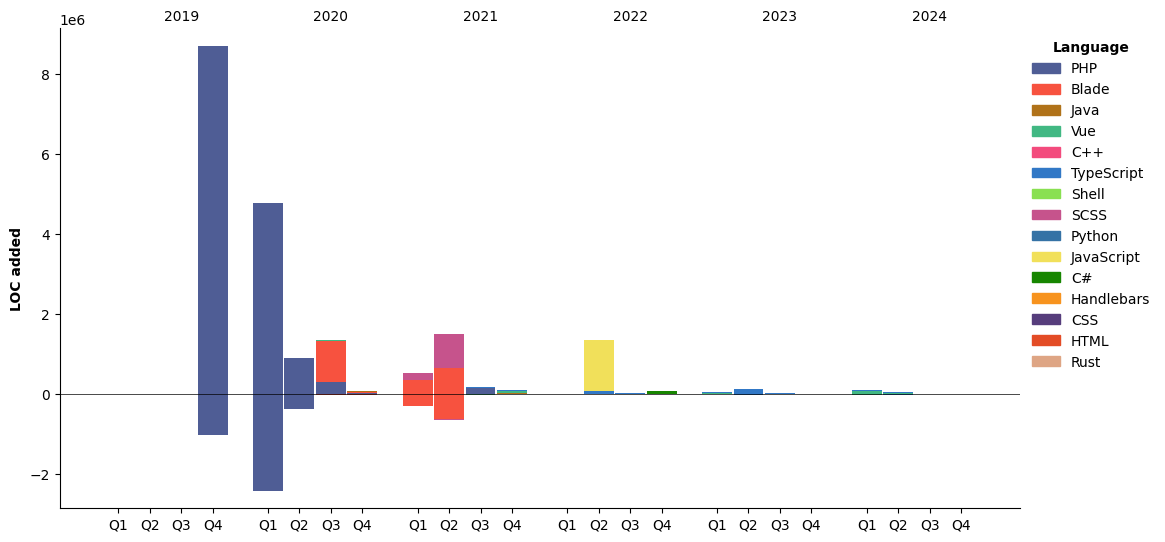 1e6
2019 2020 2021 2022 2023 2024
8
6
4
2
0
−2
LOC added
Q1 Q2 Q3 Q4 Q1 Q2 Q3 Q4 Q1 Q2 Q3 Q4 Q1 Q2 Q3 Q4 Q1 Q2 Q3 Q4 Q1 Q2 Q3 Q4
Language
PHP
Blade
Java
Vue
C++
TypeScript
Shell
SCSS
Python
JavaScript
C#
Handlebars
CSS
HTML
Rust